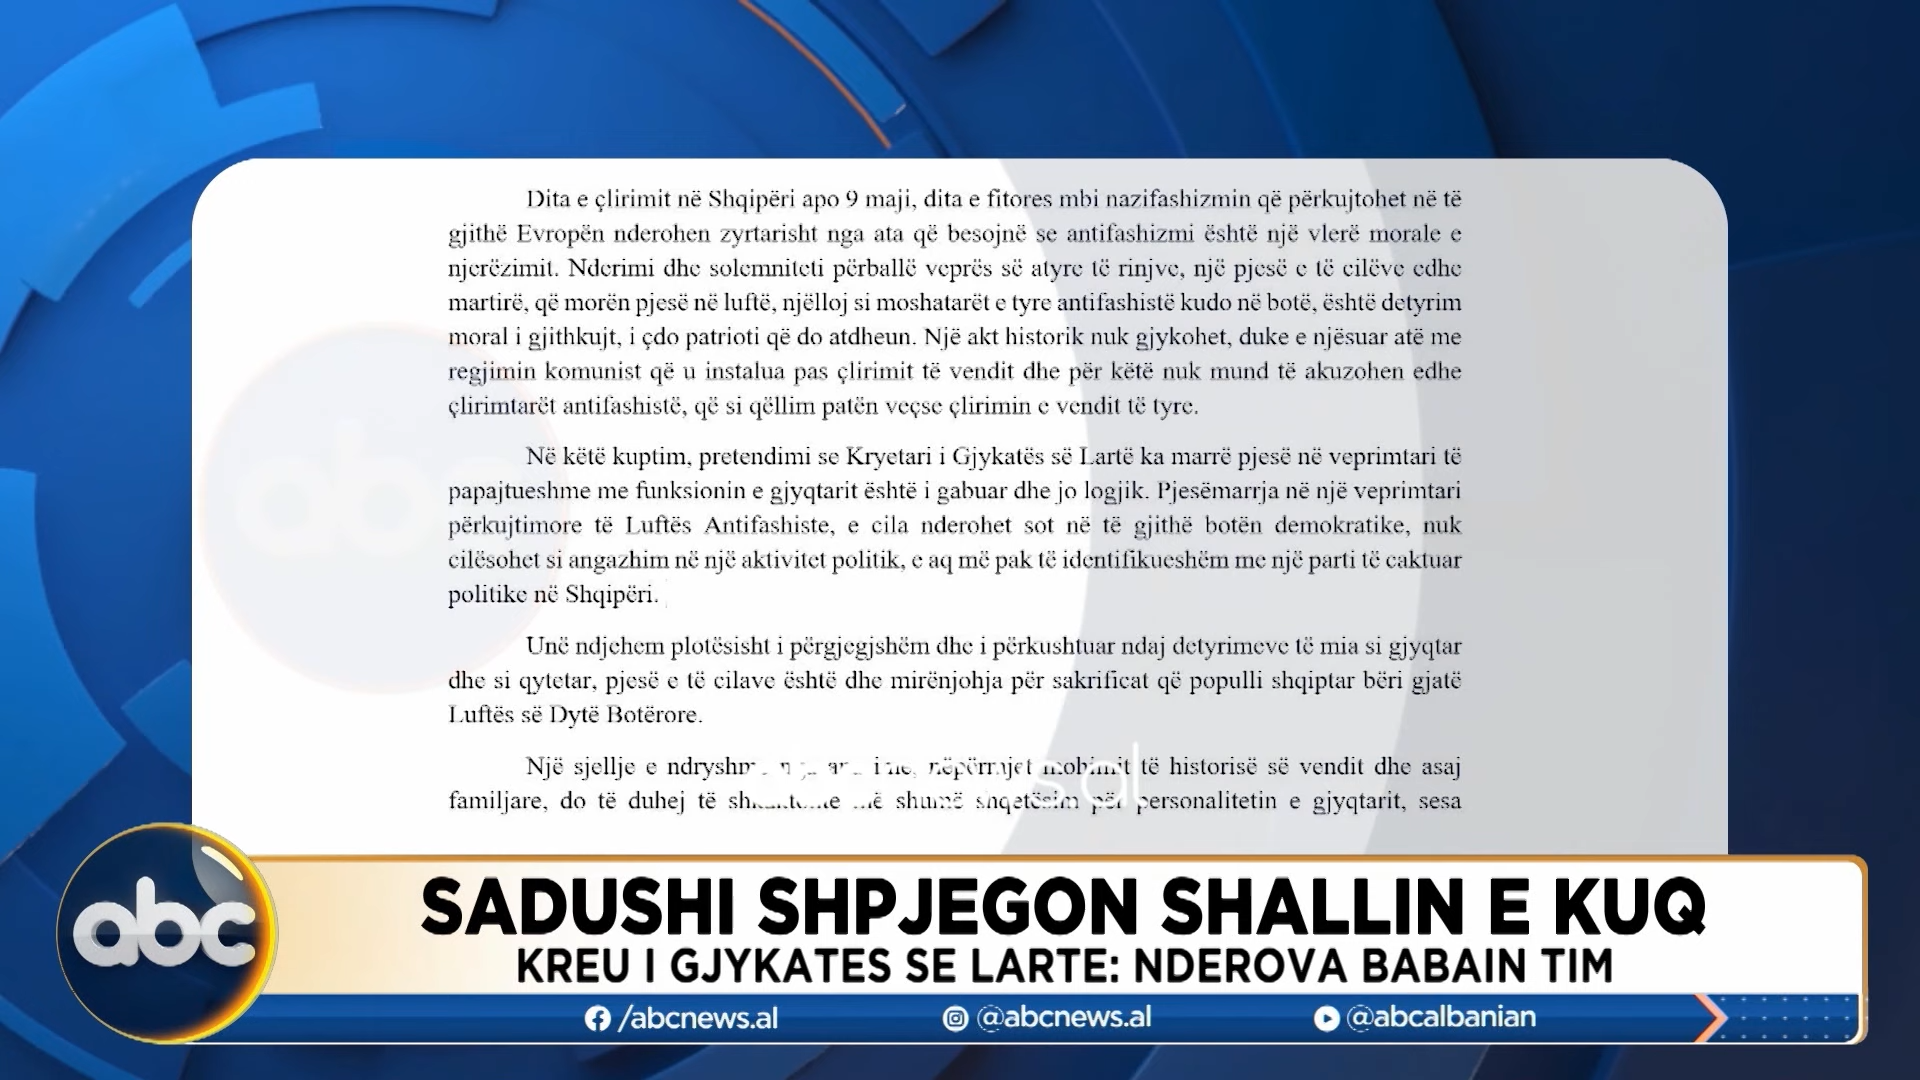 Dita e çlirimit në Shqipëri apo 9 maji, dita e fitores mbi nazifashizmin që përkujtohet në të
gjithë Evropën nderohen zyrtarisht nga ata që besojnë se antifashizmi është një vlerë morale e
njerëzimit. Nderimi dhe solemniteti përballë veprës së atyre të rinjve, një pjesë e të cilëve edhe
martirë, që morën pjesë në luftë, njëlloj si moshatarët e tyre antifashistë kudo në botë, është detyrim
moral i gjithkujt, i çdo patrioti që do atdheun. Një akt historik nuk gjykohet, duke e njësuar atë me
regjimin komunist që u instalua pas çlirimit të vendit dhe për këtë nuk mund të akuzohen edhe
çlirimtarët antifashistë, që si qëllim patën veçse çlirimin e vendit të tyre.
Në këtë kuptim, pretendimi se Kryetari i Gjykatës së Lartë ka marrë pjesë në veprimtari të
papajtueshme me funksionin e gjyqtarit është i gabuar dhe jo logjik. Pjesëmarrja në një veprimtari
përkujtimore të Luftës Antifashiste, e cila nderohet sot në të gjithë botën demokratike, nuk
cilësohet si angazhim në një aktivitet politik, e aq më pak të identifikueshëm me një parti të caktuar
politike në Shqipëri.
Unë ndjehem plotësisht i përgjegjshëm dhe i përkushtuar ndaj detyrimeve të mia si gjyqtar
dhe si qytetar, pjesë e të cilave është dhe mirënjohja për sakrificat që populli shqiptar bëri gjatë
Luftës së Dytë Botërore.
Një sjellje e ndryshme nga ana ime, nëpërmjet mohimit të historisë së vendit dhe asaj
familjare, do të duhej të më shumë shqetësim për personalitetin e gjyqtarit, sesa
abc
SADUSHI SHPJEGON SHALLIN E KUQ
KREU I GJYKATES SE LARTE: NDEROVA BABAIN TIM
/abcnews.al @abcnews.al @abcalbanian